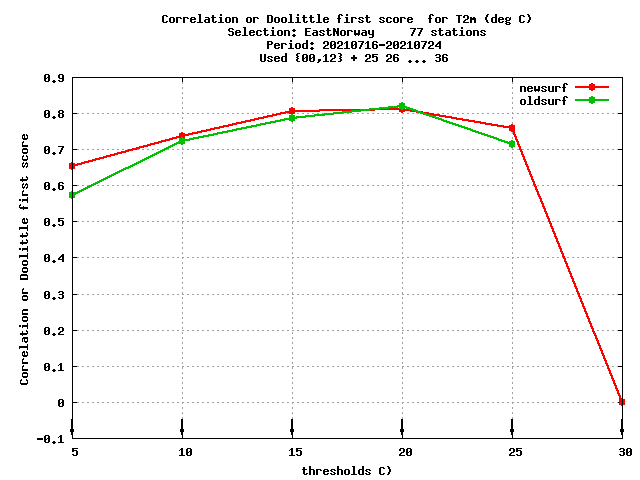 Correlation or Doolittle first score  for T2m (deg C)
Selection: EastNorway     77 stations
Period: 20210716-20210724
Used {00,12} + 25 26 ... 36
newsurf
oldsurf
Correlation or Doolittle first score
0.9
0.8
0.7
0.6
0.5
0.4
0.3
0.2
0.1
0
-0.1
5 10 15 20 25 30
thresholds C)